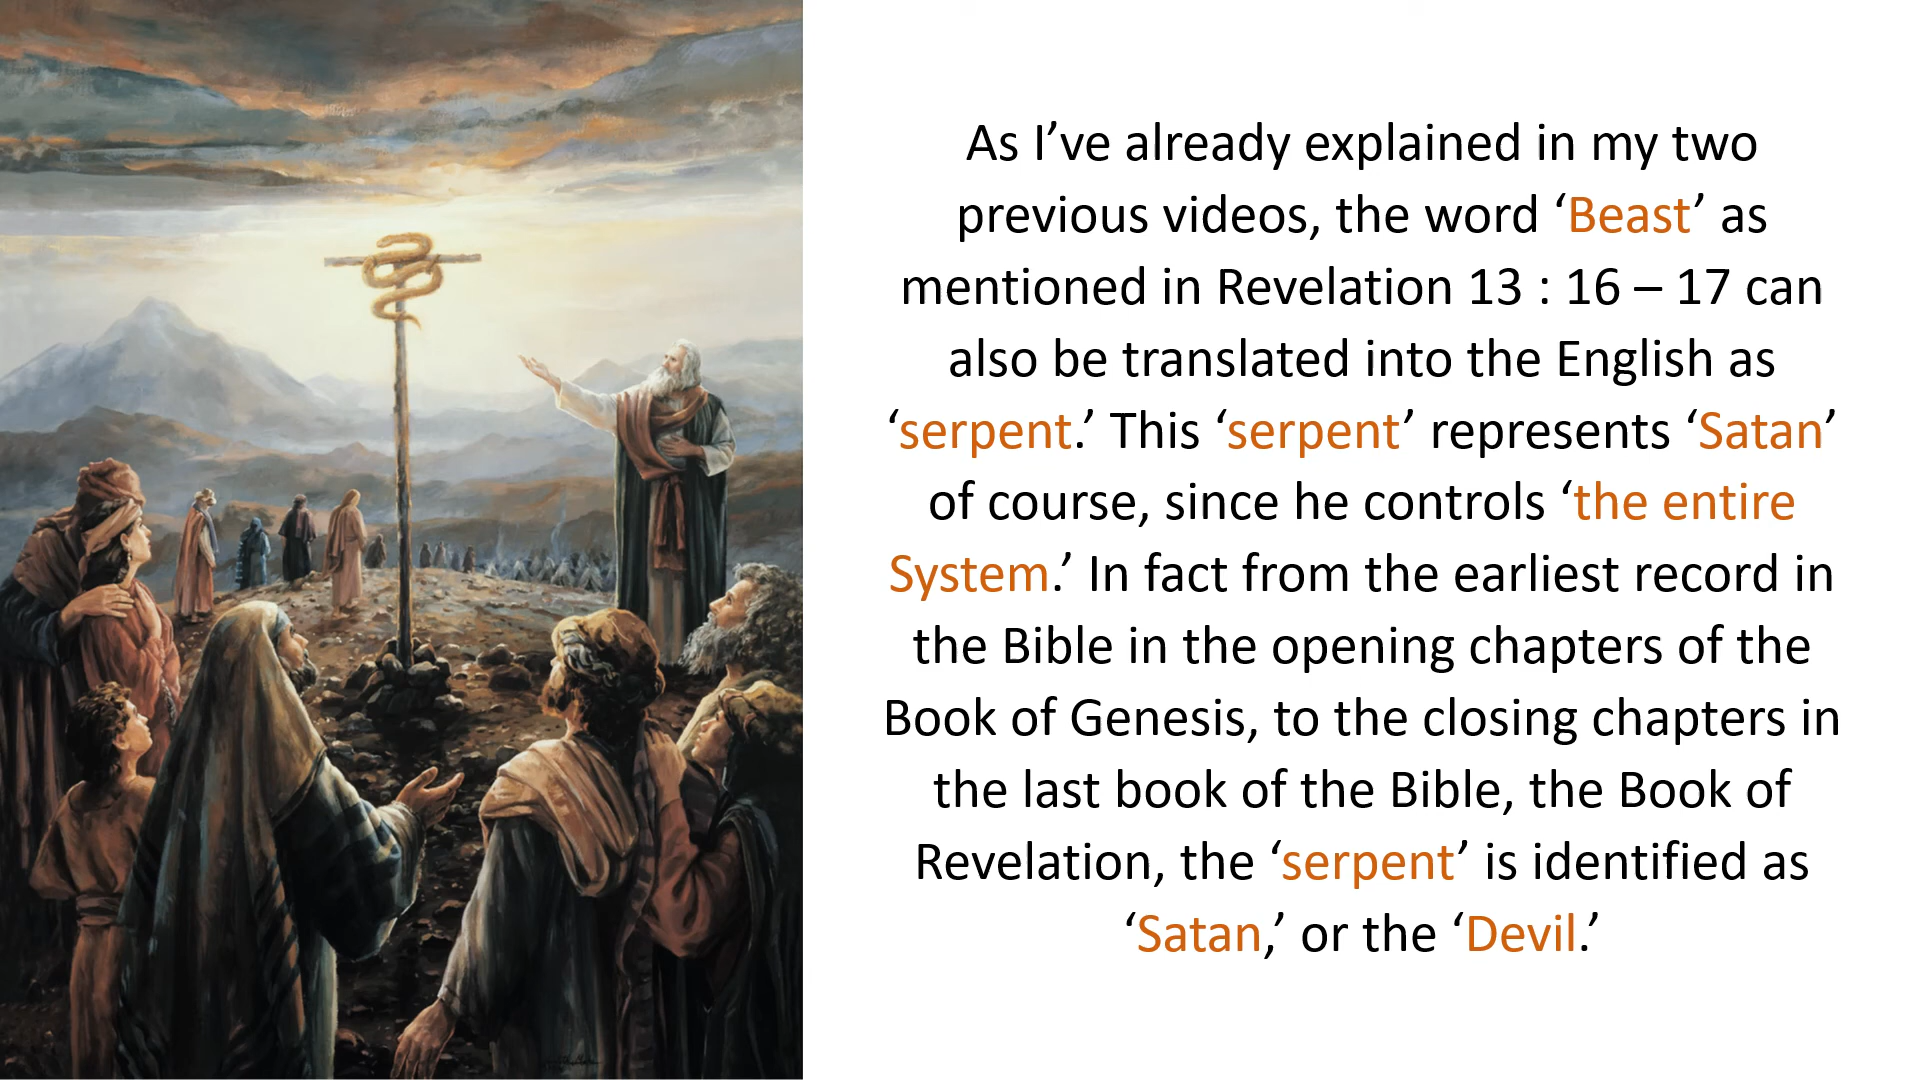 As I’ve already explained in my two
previous videos, the word ‘Beast’ as
mentioned in Revelation 13 : 16 – 17 can
also be translated into the English as
‘serpent.’ This ‘serpent’ represents ‘Satan’
of course, since he controls ‘the entire
System.’ In fact from the earliest record in
the Bible in the opening chapters of the
Book of Genesis, to the closing chapters in
the last book of the Bible, the Book of
Revelation, the ‘serpent’ is identified as
‘Satan,’ or the ‘Devil.’